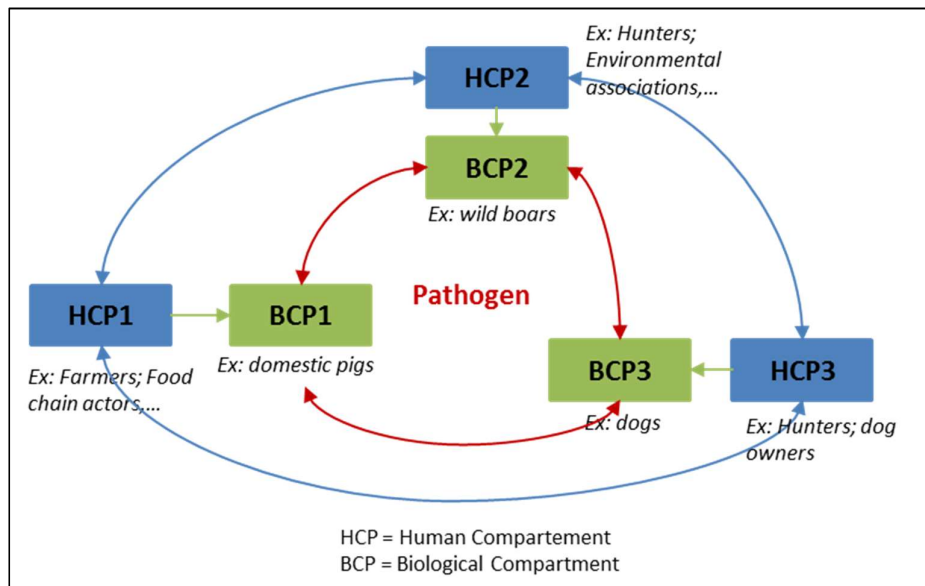 Ex: Hunters;
Environmental
associations,...
HCP2
BCP2
Ex: wild boars
Pathogen
HCP1
BCP1
Ex: domestic pigs
Ex: Farmers; Food
chain actors,...
BCP3
HCP3
Ex: dogs
Ex: Hunters; dog
owners
HCP = Human Compartement
BCP = Biological Compartment